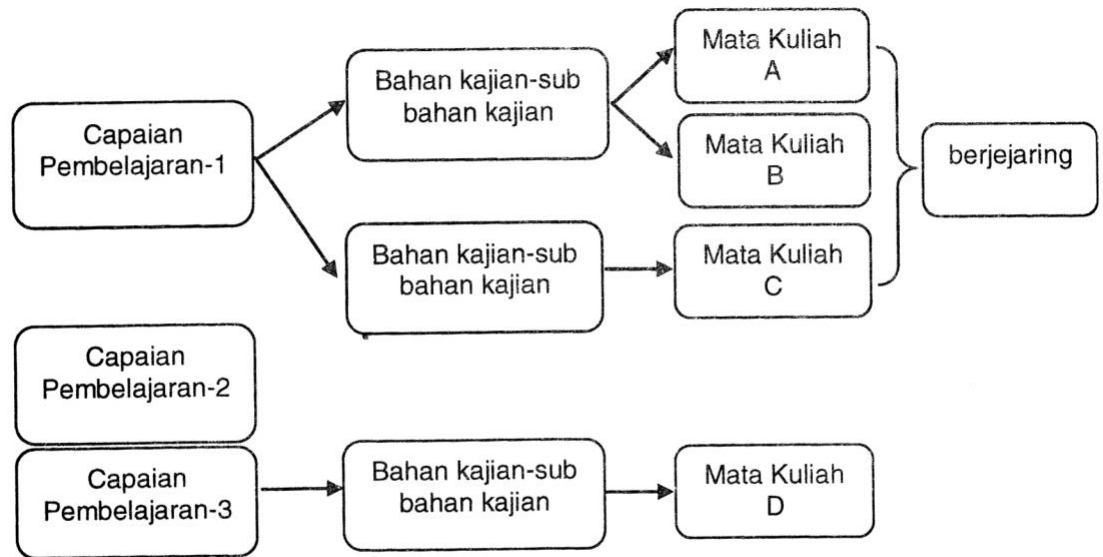 Capaian
Pembelajaran-1
Bahan kajian-sub
bahan kajian
Mata Kuliah
A
Mata Kuliah
B
berjejaring
Bahan kajian-sub
bahan kajian
Mata Kuliah
C
Capaian
Pembelajaran-2
Capaian
Pembelajaran-3
Bahan kajian-sub
bahan kajian
Mata Kuliah
D